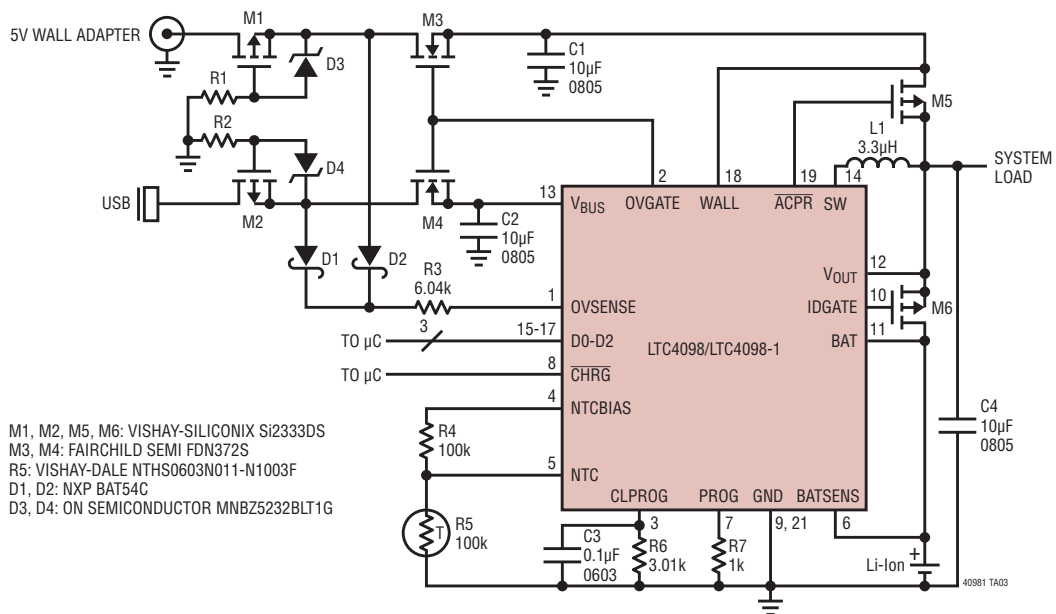 5V WALL ADAPTER
M1
M3
D3
C1
10µF
0805
R1
R2
D4
M5
L1
3.3µH
SYSTEM
LOAD
USB
M2
M4
C2
10µF
0805
13
2
18
19
14
VBUS
OVGATE
WALL
ACPR
SW
D1
D2
R3
6.04k
12
VOUT
1
OVSENSE
10
IDGATE
M6
TO µC
3
15-17
D0-D2
11
BAT
LTC4098/LTC4098-1
TO µC
8
CHRG
4
NTCBIAS
R4
100k
C4
10µF
0805
5
NTC
M1, M2, M5, M6: VISHAY-SILICONIX Si2333DS
M3, M4: FAIRCHILD SEMI FDN372S
R5: VISHAY-DALE NTHS0603N011-N1003F
D1, D2: NXP BAT54C
D3, D4: ON SEMICONDUCTOR MNBZ5232BLT1G
CLPROG
PROG
GND
BATSENS
3
7
9, 21
6
T
R5
100k
C3
0.1µF
0603
R6
3.01k
R7
1k
Li-Ion
+
40981 TA03